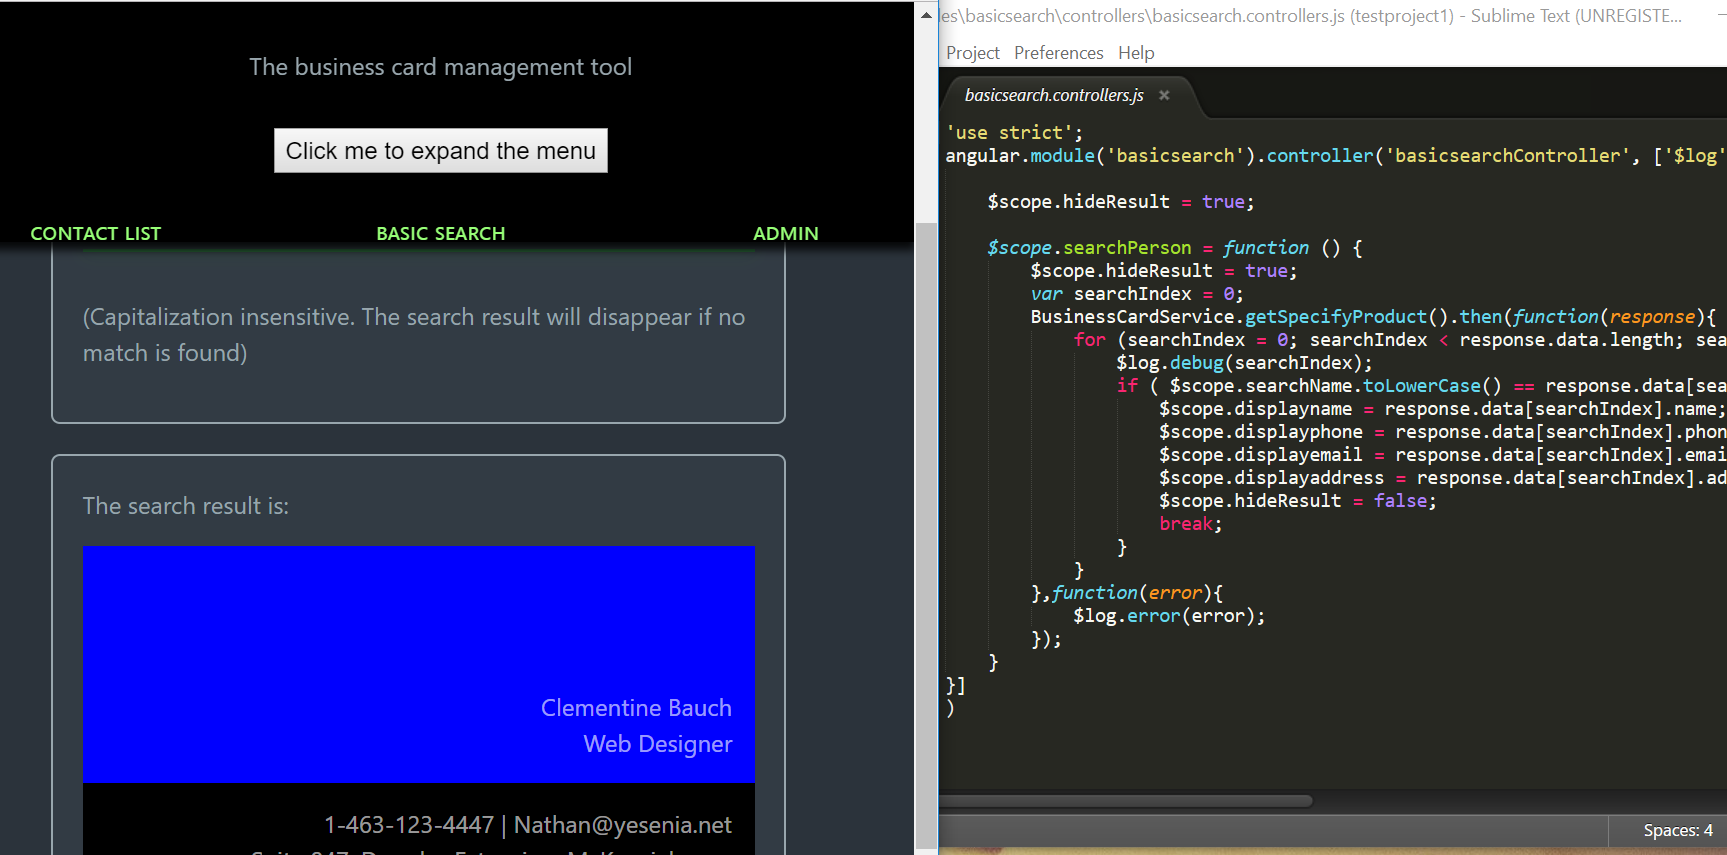 The business card management tool
Click me to expand the menu
CONTACT LIST BASIC SEARCH ADMIN
(Capitalization insensitive. The search result will disappear if no
match is found)
The search result is:
Clementine Bauch
Web Designer
1-463-123-4447 | Nathan@yesenia.net
les\basicsearch\controllers\basicsearch.controllers.js (testproject1) - Sublime Text (UNREGISTE...
Project Preferences Help
basicsearch.controllers.js ×
'use strict';
angular.module('basicsearch').controller('basicsearchController', ['$log'
$scope.hideResult = true;
$scope.searchPerson = function () {
$scope.hideResult = true;
var searchIndex = 0;
BusinessCardService.getSpecifyProduct().then(function(response){
for (searchIndex = 0; searchIndex < response.data.length; sea
$log.debug(searchIndex);
if ( $scope.searchName.toLowerCase() == response.data[sea
$scope.displayname = response.data[searchIndex].name;
$scope.displayphone = response.data[searchIndex].phon
$scope.displayemail = response.data[searchIndex].emai
$scope.displayaddress = response.data[searchIndex].ad
$scope.hideResult = false;
break;
}
}
},function(error){
$log.error(error);
});
}
}]
)
Spaces: 4